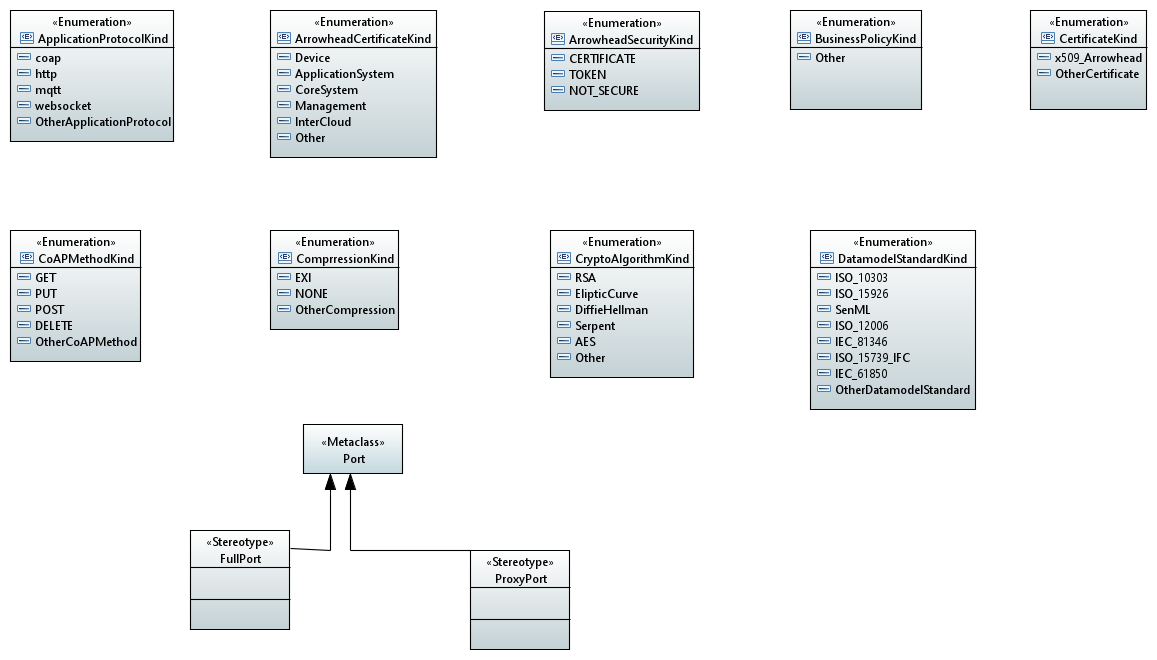 «Enumeration»
ApplicationProtocolKind
coap
http
mqtt
websocket
OtherApplicationProtocol
«Enumeration»
ArrowheadCertificateKind
Device
ApplicationSystem
CoreSystem
Management
InterCloud
Other
«Enumeration»
ArrowheadSecurityKind
CERTIFICATE
TOKEN
NOT_SECURE
«Enumeration»
BusinessPolicyKind
Other
«Enumeration»
CertificateKind
x509_Arrowhead
OtherCertificate
«Enumeration»
CoAPMethodKind
GET
PUT
POST
DELETE
OtherCoAPMethod
«Enumeration»
ComprressionKind
EXI
NONE
OtherCompression
«Enumeration»
CryptoAlgorithmKind
RSA
ElipticCurve
DiffieHellman
Serpent
AES
Other
«Enumeration»
DatamodelStandardKind
ISO_10303
ISO_15926
SenML
ISO_12006
IEC_81346
ISO_15739_IFC
IEC_61850
OtherDatamodelStandard
«Metaclass»
Port
«Stereotype»
FullPort
«Stereotype»
ProxyPort